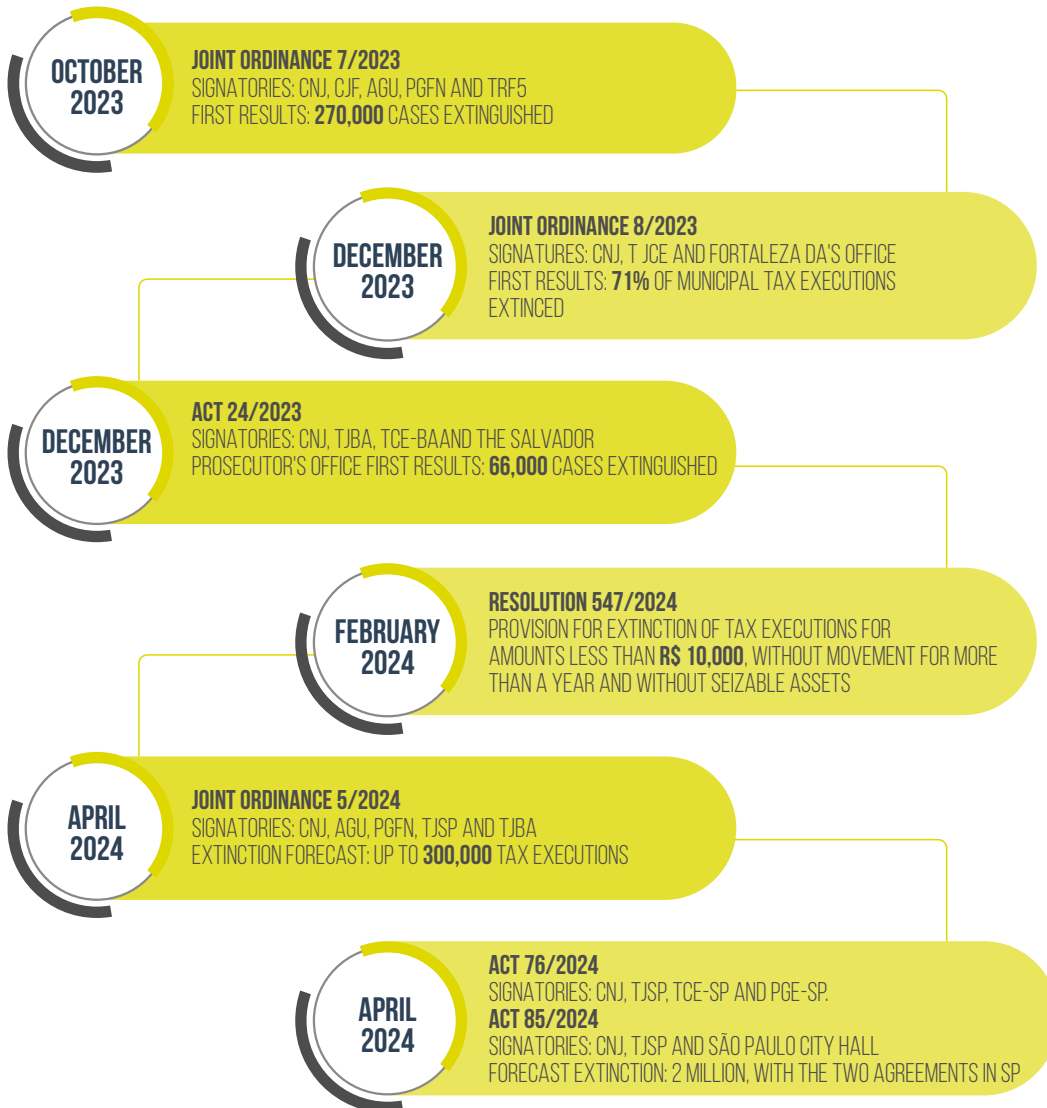 OCTOBER
2023
JOINT ORDINANCE 7/2023
SIGNATORIES: CNJ, CJF, AGU, PGFN AND TRF5
FIRST RESULTS: 270,000 CASES EXTINGUISHED
DECEMBER
2023
JOINT ORDINANCE 8/2023
SIGNATURES: CNJ, T JCE AND FORTALEZA DA'S OFFICE
FIRST RESULTS: 71% OF MUNICIPAL TAX EXECUTIONS
EXTINCED
DECEMBER
2023
ACT 24/2023
SIGNATORIES: CNJ, TJBA, TCE-BAAND THE SALVADOR
PROSECUTOR'S OFFICE FIRST RESULTS: 66,000 CASES EXTINGUISHED
FEBRUARY
2024
RESOLUTION 547/2024
PROVISION FOR EXTINCTION OF TAX EXECUTIONS FOR
AMOUNTS LESS THAN R$ 10,000, WITHOUT MOVEMENT FOR MORE
THAN A YEAR AND WITHOUT SEIZABLE ASSETS
APRIL
2024
JOINT ORDINANCE 5/2024
SIGNATORIES: CNJ, AGU, PGFN, TJSP AND TJBA
EXTINCTION FORECAST: UP TO 300,000 TAX EXECUTIONS
APRIL
2024
ACT 76/2024
SIGNATORIES: CNJ, TJSP, TCE-SP AND PGE-SP.
ACT 85/2024
SIGNATORIES: CNJ, TJSP AND SÃO PAULO CITY HALL
FORECAST EXTINCTION: 2 MILLION, WITH THE TWO AGREEMENTS IN SP